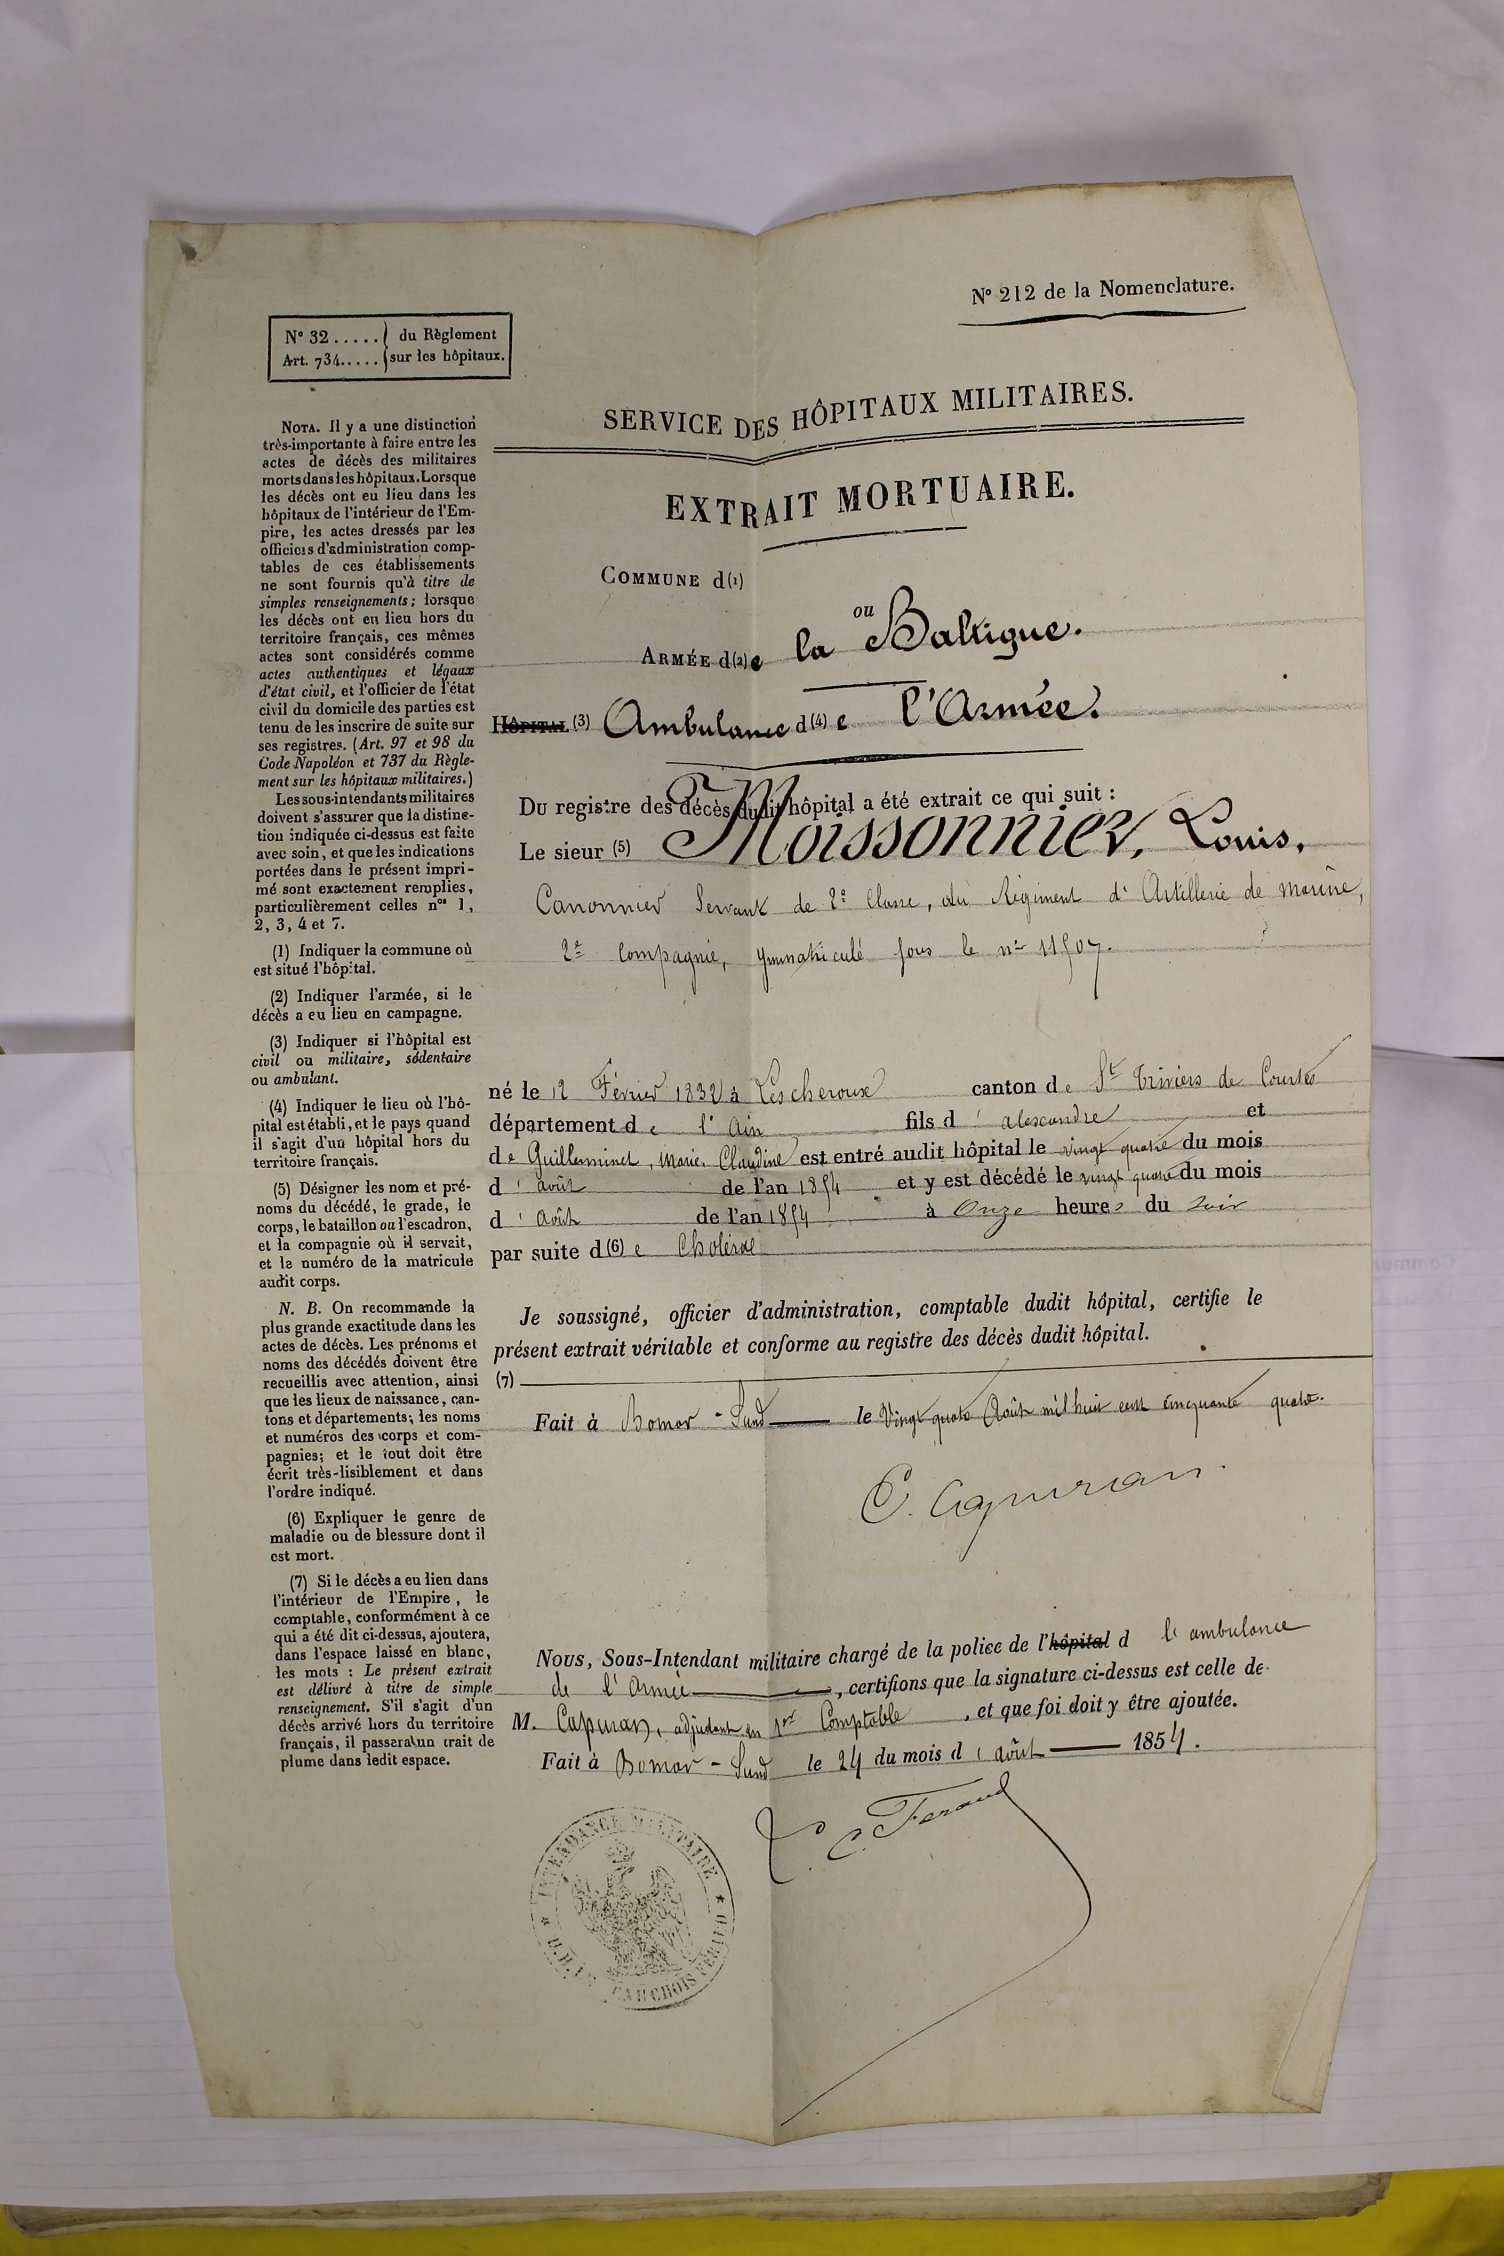 N° 212 de la Nomenclature.
N° 32 ..... du Règlement
Art. 734..... sur les hôpitaux.
SERVICE DES HÔPITAUX MILITAIRES.
EXTRAIT MORTUAIRE.
COMMUNE d(1)
ou
ARMÉE d(2)e la Baltique.
HÔPITAL (3) Ambulance d(4) e l'Armée.
Du registre des décès dudit hôpital a été extrait ce qui suit :
Le sieur (5) Moissonnier, Louis,
Canonnier Servant de 2e Classe, du Régiment d'Artillerie de marine,
2e Compagnie, ymmatriculé sous le no 11507.
né le 12 Février 1832 à Lescheroux canton de St Triviers de Courtes
département de l'Ain fils d'alexandre et
de Guillerminet, Marie, Claudine est entré audit hôpital le vingt quatre du mois
d'août de l'an 1854 et y est décédé le vingt quatre du mois
d'Août de l'an 1854 à Onze heures du soir
par suite d(6) e Choléra
Je soussigné, officier d'administration, comptable dudit hôpital, certifie le
présent extrait véritable et conforme au registre des décès dudit hôpital.
(7)
Fait à Bomar-Sund le Vingt quatre Août mil huit cent cinquante quatre.
C. Capuran.
Nous, Sous-Intendant militaire chargé de la police de l'hôpital d l'ambulance
de l'Armée, certifions que la signature ci-dessus est celle de
M. Capuran, adjudant en 1er Comptable, et que foi doit y être ajoutée.
Fait à Bomar-Sund le 24 du mois d'août 1854.
C. Feraud
INTENDANCE MILITAIRE
CAUCHOIS FÉRAUD
NOTA. Il y a une distinction
très-importante à faire entre les
actes de décès des militaires
morts dans les hôpitaux. Lorsque
les décès ont eu lieu dans les
hôpitaux de l'intérieur de l'Em-
pire, les actes dressés par les
officiers d'administration comp-
tables de ces établissements
ne sont fournis qu'à titre de
simples renseignements; lorsque
les décès ont eu lieu hors du
territoire français, ces mêmes
actes sont considérés comme
actes authentiques et légaux
d'état civil, et l'officier de l'état
civil du domicile des parties est
tenu de les inscrire de suite sur
ses registres. (Art. 97 et 98 du
Code Napoléon et 737 du Règle-
ment sur les hôpitaux militaires.)
Les sous-intendants militaires
doivent s'assurer que la distinc-
tion indiquée ci-dessus est faite
avec soin, et que les indications
portées dans le présent impri-
mé sont exactement remplies,
particulièrement celles nos 1,
2, 3, 4 et 7.
(1) Indiquer la commune où
est situé l'hôpital.
(2) Indiquer l'armée, si le
décès a eu lieu en campagne.
(3) Indiquer si l'hôpital est
civil ou militaire, sédentaire
ou ambulant.
(4) Indiquer le lieu où l'hô-
pital est établi, et le pays quand
il s'agit d'un hôpital hors du
territoire français.
(5) Désigner les nom et pré-
noms du décédé, le grade, le
corps, le bataillon ou l'escadron,
et la compagnie où il servait,
et le numéro de la matricule
audit corps.
N. B. On recommande la
plus grande exactitude dans les
actes de décès. Les prénoms et
noms des décédés doivent être
recueillis avec attention, ainsi
que les lieux de naissance, can-
tons et départements; les noms
et numéros des corps et com-
pagnies; et le tout doit être
écrit très-lisiblement et dans
l'ordre indiqué.
(6) Expliquer le genre de
maladie ou de blessure dont il
est mort.
(7) Si le décès a eu lieu dans
l'intérieur de l'Empire, le
comptable, conformément à ce
qui a été dit ci-dessus, ajoutera,
dans l'espace laissé en blanc,
les mots : Le présent extrait
est délivré à titre de simple
renseignement. S'il s'agit d'un
décès arrivé hors du territoire
français, il passera un trait de
plume dans ledit espace.